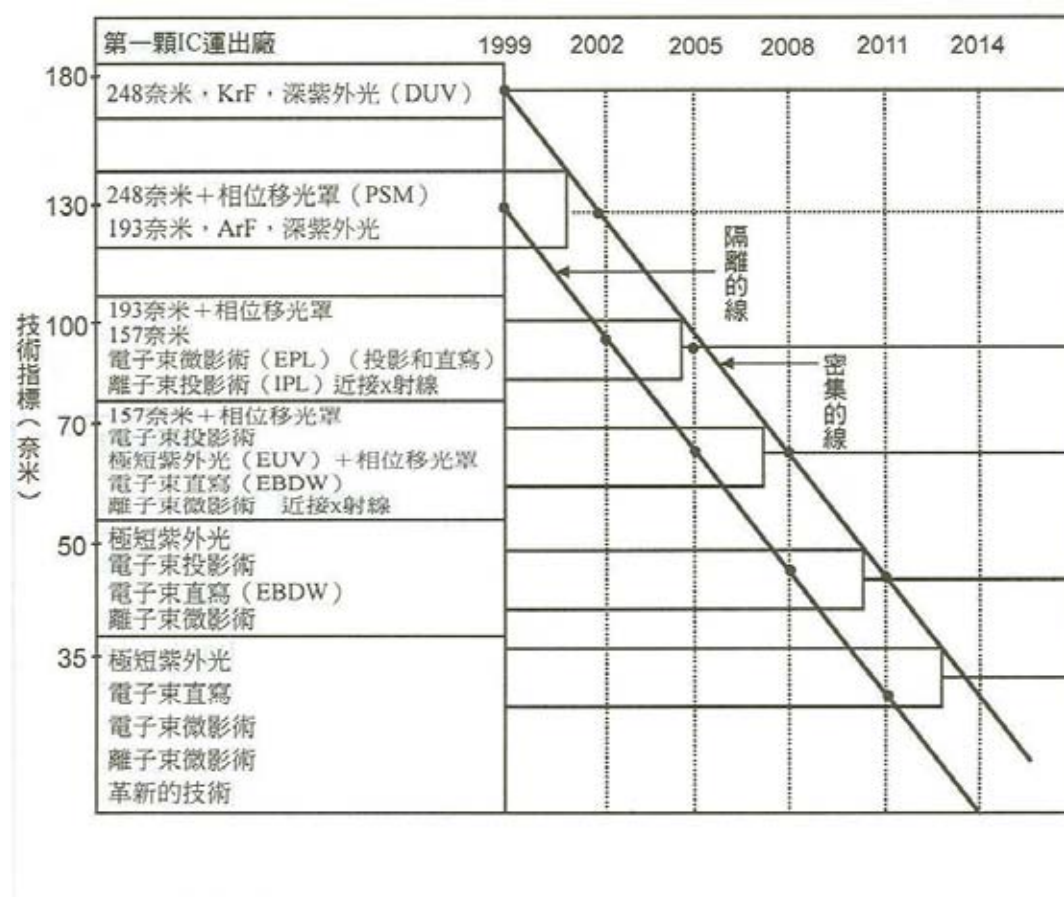 第一顆IC運出廠
1999 2002 2005 2008 2011 2014
180
248奈米，KrF，深紫外光（DUV）
130
248奈米＋相位移光罩（PSM）
193奈米，ArF，深紫外光
隔離的線
100
193奈米＋相位移光罩
157奈米
電子束微影術（EPL）（投影和直寫）
離子束投影術（IPL）近接x射線
密集的線
技術指標（奈米）
70
157奈米＋相位移光罩
電子束投影術
極短紫外光（EUV）＋相位移光罩
電子束直寫（EBDW）
離子束微影術 近接x射線
50
極短紫外光
電子束投影術
電子束直寫（EBDW）
離子束微影術
35
極短紫外光
電子束直寫
電子束微影術
離子束微影術
革新的技術